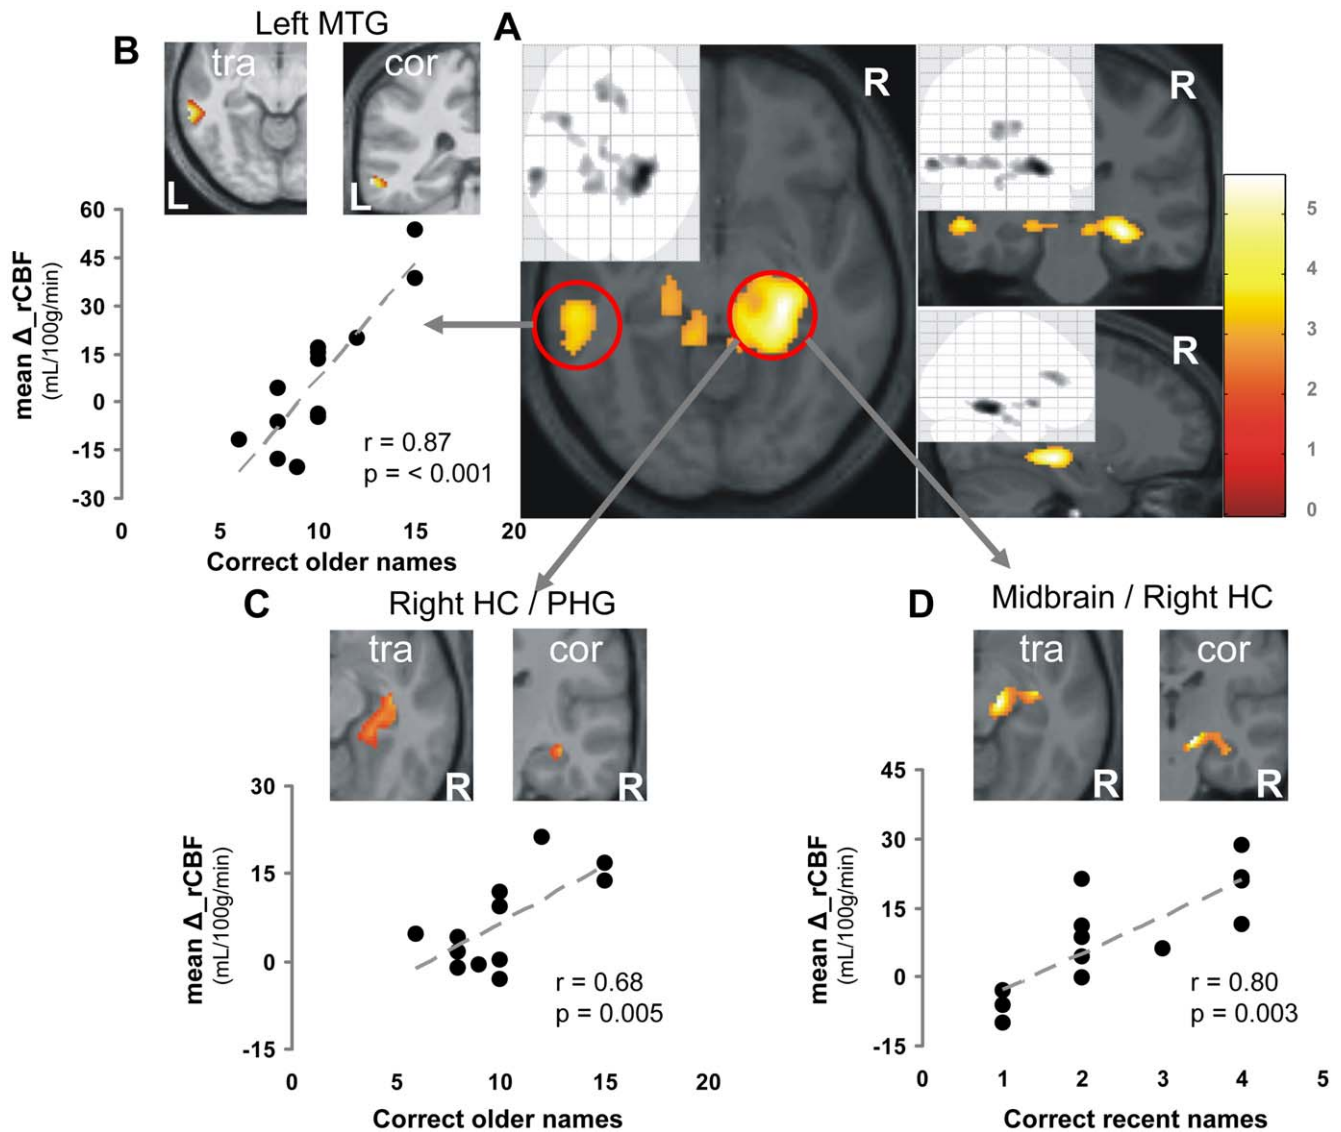 Left MTG
B
tra
cor
L
L
60
45
30
15
0
-15
-30
mean Δ_rCBF
(mL/100g/min)
r = 0.87
p = < 0.001
0
5
10
15
20
Correct older names
A
R
R
R
5
4
3
2
1
0
C
Right HC / PHG
tra
cor
R
R
30
15
0
-15
mean Δ_rCBF
(mL/100g/min)
r = 0.68
p = 0.005
0
5
10
15
20
Correct older names
D
Midbrain / Right HC
tra
cor
R
R
45
30
15
0
-15
mean Δ_rCBF
(mL/100g/min)
r = 0.80
p = 0.003
0
1
2
3
4
5
Correct recent names